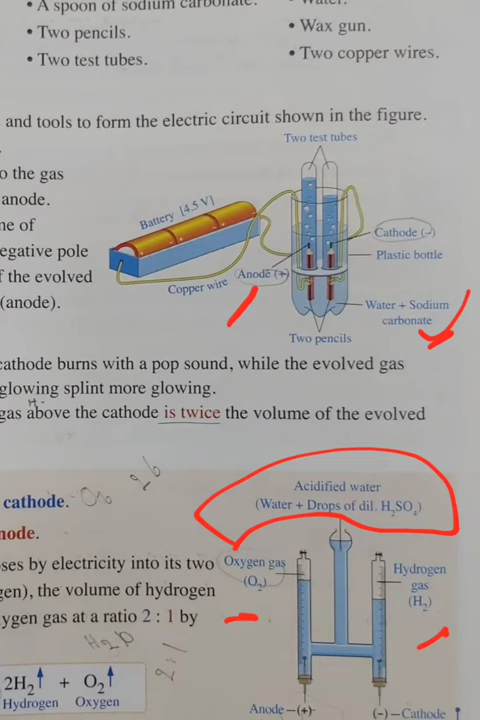 • A spoon of sodium carbonate.
• Water.
• Two pencils.
• Wax gun.
• Two test tubes.
• Two copper wires.
and tools to form the electric circuit shown in the figure.
Two test tubes
o the gas
anode.
Battery [4.5 V]
ne of
Cathode (-)
egative pole
Plastic bottle
f the evolved
Anode (+)
(anode).
Copper wire
Water + Sodium
carbonate
Two pencils
cathode burns with a pop sound, while the evolved gas
glowing splint more glowing.
gas above the cathode is twice the volume of the evolved
Acidified water
(Water + Drops of dil. H₂SO₄)
cathode.
node.
ses by electricity into its two
Oxygen gas
(O₂)
Hydrogen
gas
(H₂)
gen), the volume of hydrogen
ygen gas at a ratio 2 : 1 by
H₂O
2:1
2H₂↑ + O₂↑
Hydrogen Oxygen
Anode (+)
(-) Cathode